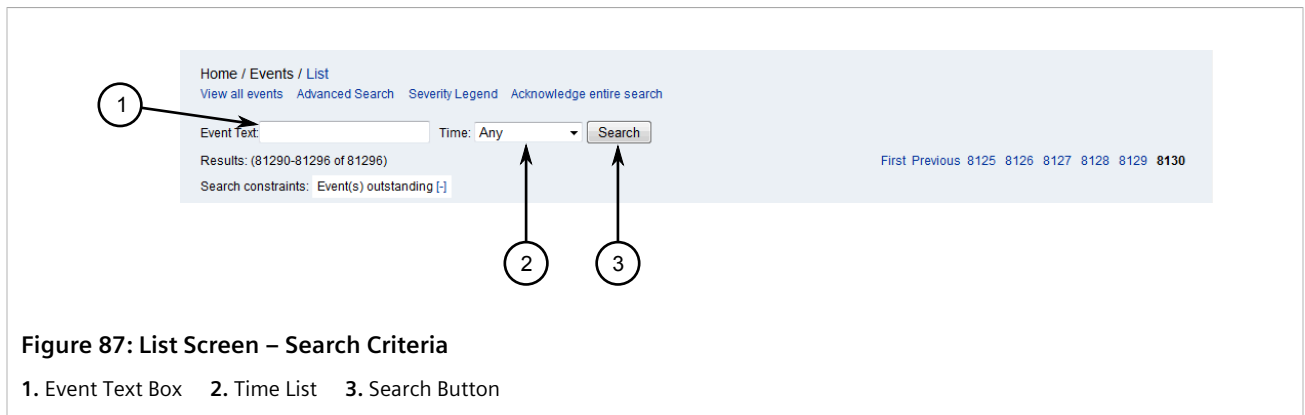 Home / Events / List
View all events Advanced Search Severity Legend Acknowledge entire search
1
Event Text: Time: Any Search
Results: (81290-81296 of 81296) First Previous 8125 8126 8127 8128 8129 8130
Search constraints: Event(s) outstanding [-]
2 3
Figure 87: List Screen – Search Criteria
1. Event Text Box 2. Time List 3. Search Button